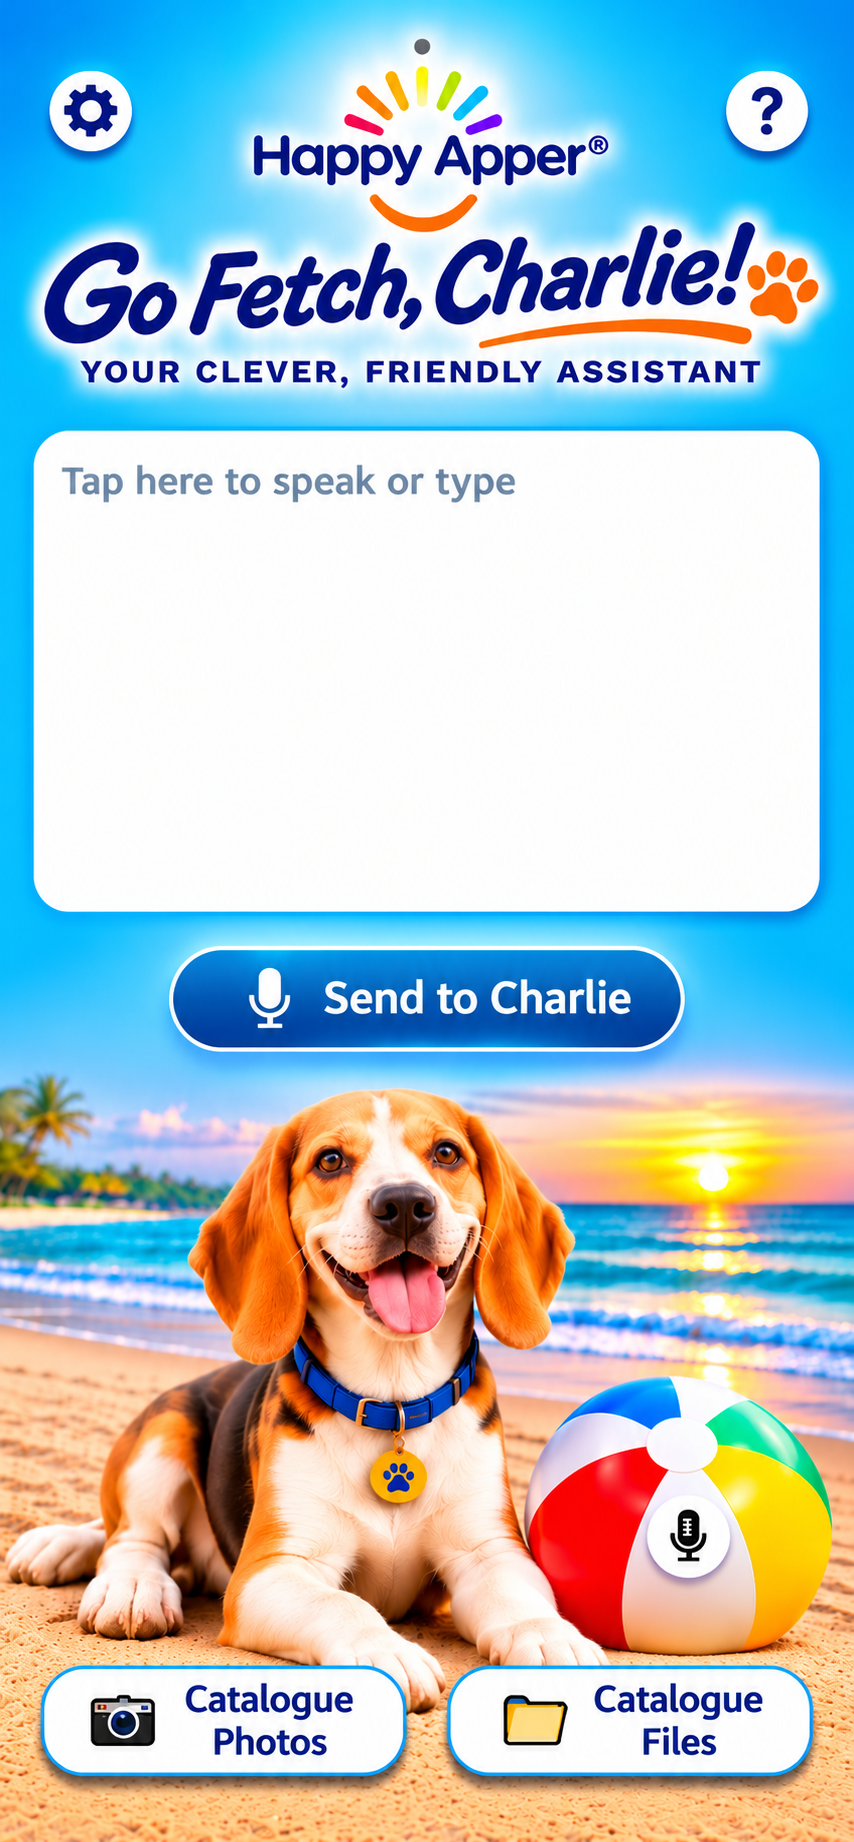 ?
Happy Apper®
Go Fetch, Charlie!
YOUR CLEVER, FRIENDLY ASSISTANT
Tap here to speak or type
Send to Charlie
Catalogue
Photos
Catalogue
Files